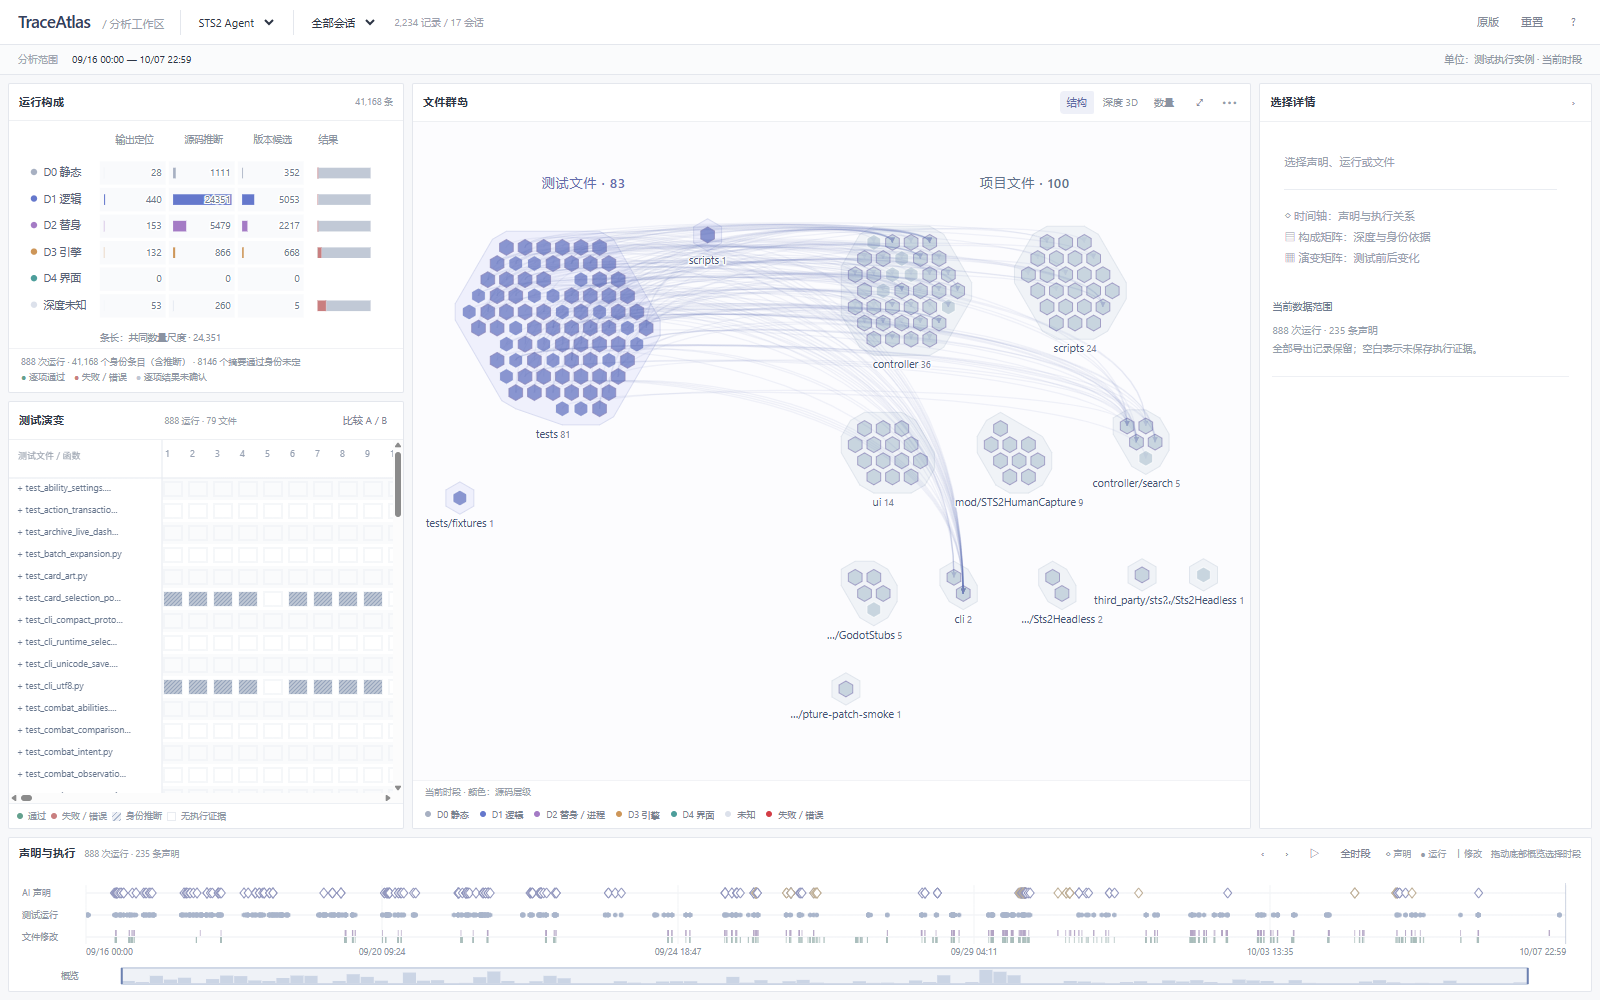 TraceAtlas / 分析工作区 STS2 Agent 全部会话 2,234 记录 / 17 会话 原版 重置 ?
分析范围 09/16 00:00 — 10/07 22:59 单位：测试执行实例 · 当前时段
运行构成 41,168 条
输出定位 源码推断 版本候选 结果
D0 静态 28 1111 352
D1 逻辑 440 24351 5053
D2 替身 153 5479 2217
D3 引擎 132 866 668
D4 界面 0 0 0
深度未知 53 260 5
条长：共同数量尺度 · 24,351
888 次运行 · 41,168 个身份条目（含推断） · 8146 个摘要通过身份未定
逐项通过 失败 / 错误 逐项结果未确认
测试演变 888 运行 · 79 文件 比较 A / B
测试文件 / 函数 1 2 3 4 5 6 7 8 9 1
+ test_ability_settings....
+ test_action_transactio...
+ test_archive_live_dash...
+ test_batch_expansion.py
+ test_card_art.py
+ test_card_selection_po...
+ test_cli_compact_proto...
+ test_cli_runtime_selec...
+ test_cli_unicode_save....
+ test_cli_utf8.py
+ test_combat_abilities....
+ test_combat_comparison...
+ test_combat_intent.py
+ test_combat_observatio...
通过 失败 / 错误 身份推断 无执行证据
文件群岛 结构 深度 3D 数量
测试文件 · 83 项目文件 · 100
scripts 1
tests 81
tests/fixtures 1
controller 36
scripts 24
ui 14
mod/STS2HumanCapture 9
controller/search 5
.../GodotStubs 5
cli 2
.../Sts2Headless 2
third_party/sts2.../Sts2Headless 1
.../pture-patch-smoke 1
当前时段 · 颜色：源码层级
D0 静态 D1 逻辑 D2 替身 / 进程 D3 引擎 D4 界面 未知 失败 / 错误
选择详情
选择声明、运行或文件
时间轴：声明与执行关系
构成矩阵：深度与身份依据
演变矩阵：测试前后变化
当前数据范围
888 次运行 · 235 条声明
全部导出记录保留；空白表示未保存执行证据。
声明与执行 888 次运行 · 235 条声明 ‹ › 全时段 声明 运行 修改 拖动底部概览选择时段
AI 声明
测试运行
文件修改
09/16 00:00 09/20 09:24 09/24 18:47 09/29 04:11 10/03 13:35 10/07 22:59
概览